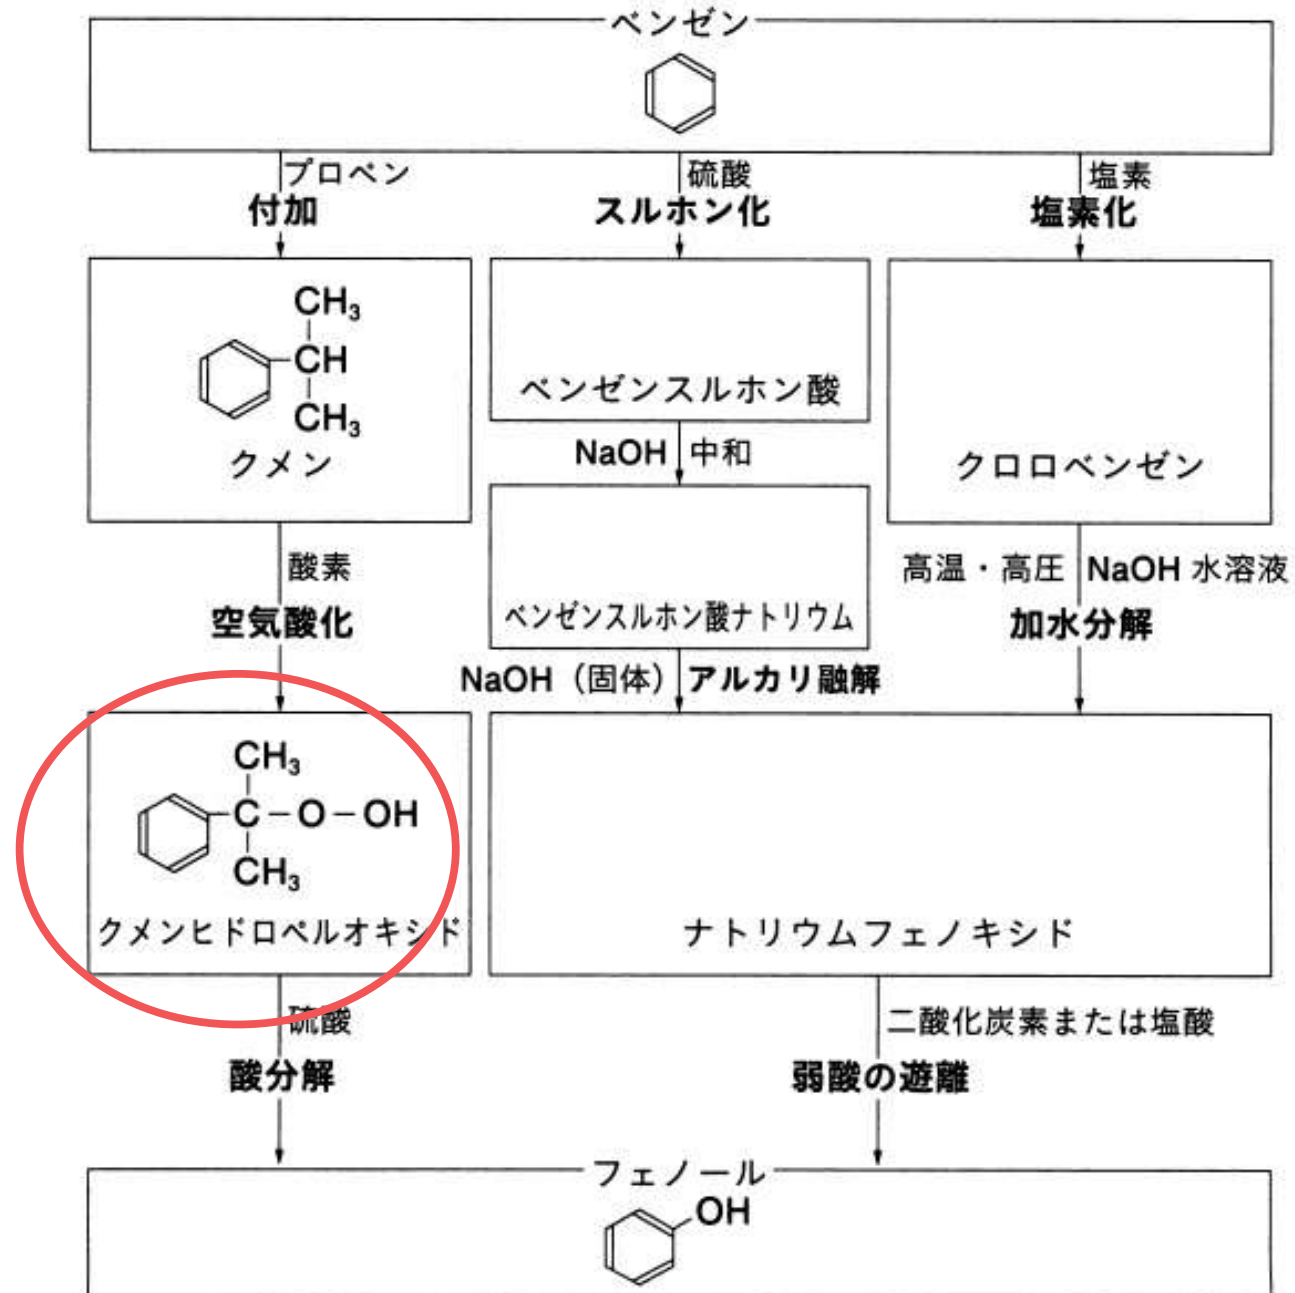 ベンゼン
プロペン
付加
硫酸
スルホン化
塩素
塩素化
CH₃
CH
CH₃
クメン
ベンゼンスルホン酸
NaOH 中和
クロロベンゼン
酸素
空気酸化
ベンゼンスルホン酸ナトリウム
高温・高圧 NaOH 水溶液
加水分解
NaOH（固体） アルカリ融解
CH₃
C－O－OH
CH₃
クメンヒドロペルオキシド
ナトリウムフェノキシド
硫酸
酸分解
二酸化炭素または塩酸
弱酸の遊離
フェノール
OH